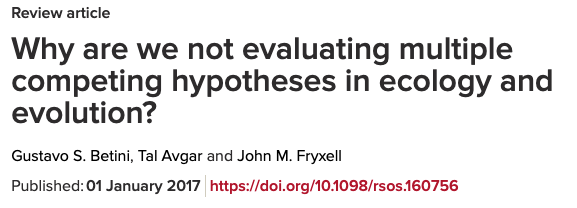 Review article
Why are we not evaluating multiple
competing hypotheses in ecology and
evolution?
Gustavo S. Betini, Tal Avgar and John M. Fryxell
Published: 01 January 2017 https://doi.org/10.1098/rsos.160756